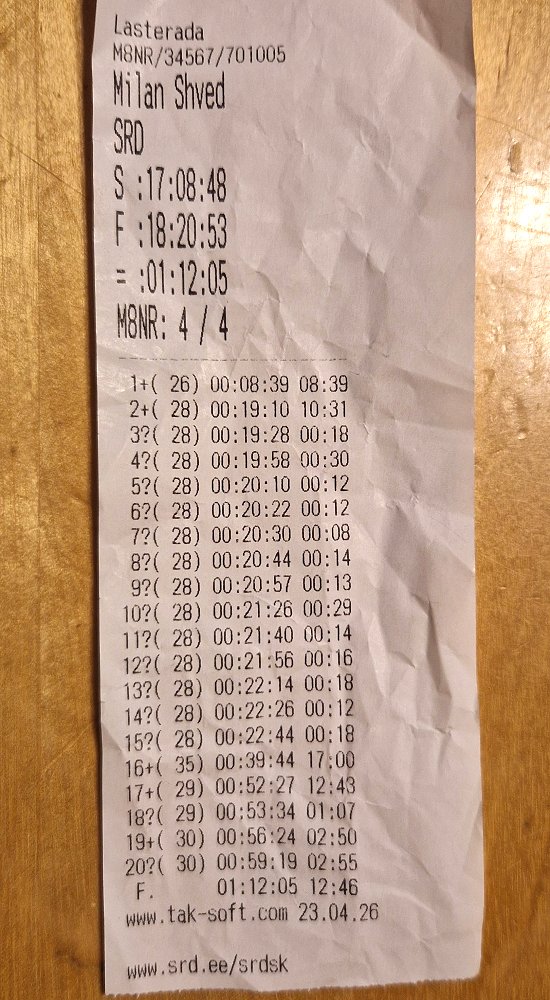 Lasterada
M8NR/34567/701005
Milan Shved
SRD
S :17:08:48
F :18:20:53
= :01:12:05
M8NR: 4 / 4
1+( 26) 00:08:39 08:39
2+( 28) 00:19:10 10:31
3?( 28) 00:19:28 00:18
4?( 28) 00:19:58 00:30
5?( 28) 00:20:10 00:12
6?( 28) 00:20:22 00:12
7?( 28) 00:20:30 00:08
8?( 28) 00:20:44 00:14
9?( 28) 00:20:57 00:13
10?( 28) 00:21:26 00:29
11?( 28) 00:21:40 00:14
12?( 28) 00:21:56 00:16
13?( 28) 00:22:14 00:18
14?( 28) 00:22:26 00:12
15?( 28) 00:22:44 00:18
16+( 35) 00:39:44 17:00
17+( 29) 00:52:27 12:43
18?( 29) 00:53:34 01:07
19+( 30) 00:56:24 02:50
20?( 30) 00:59:19 02:55
F. 01:12:05 12:46
www.tak-soft.com 23.04.26
www.srd.ee/srdsk